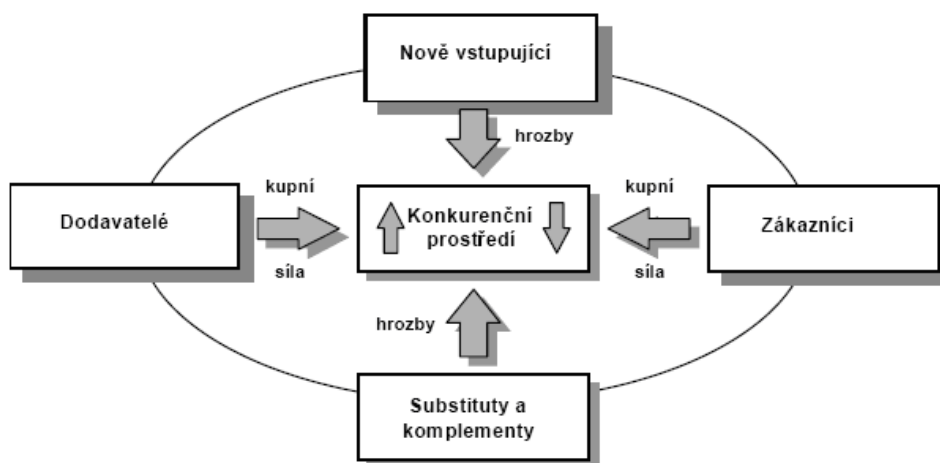 Nově vstupující
hrozby
kupní
kupní
Dodavatelé
Konkurenční
prostředí
Zákazníci
síla
síla
hrozby
Substituty a
komplementy